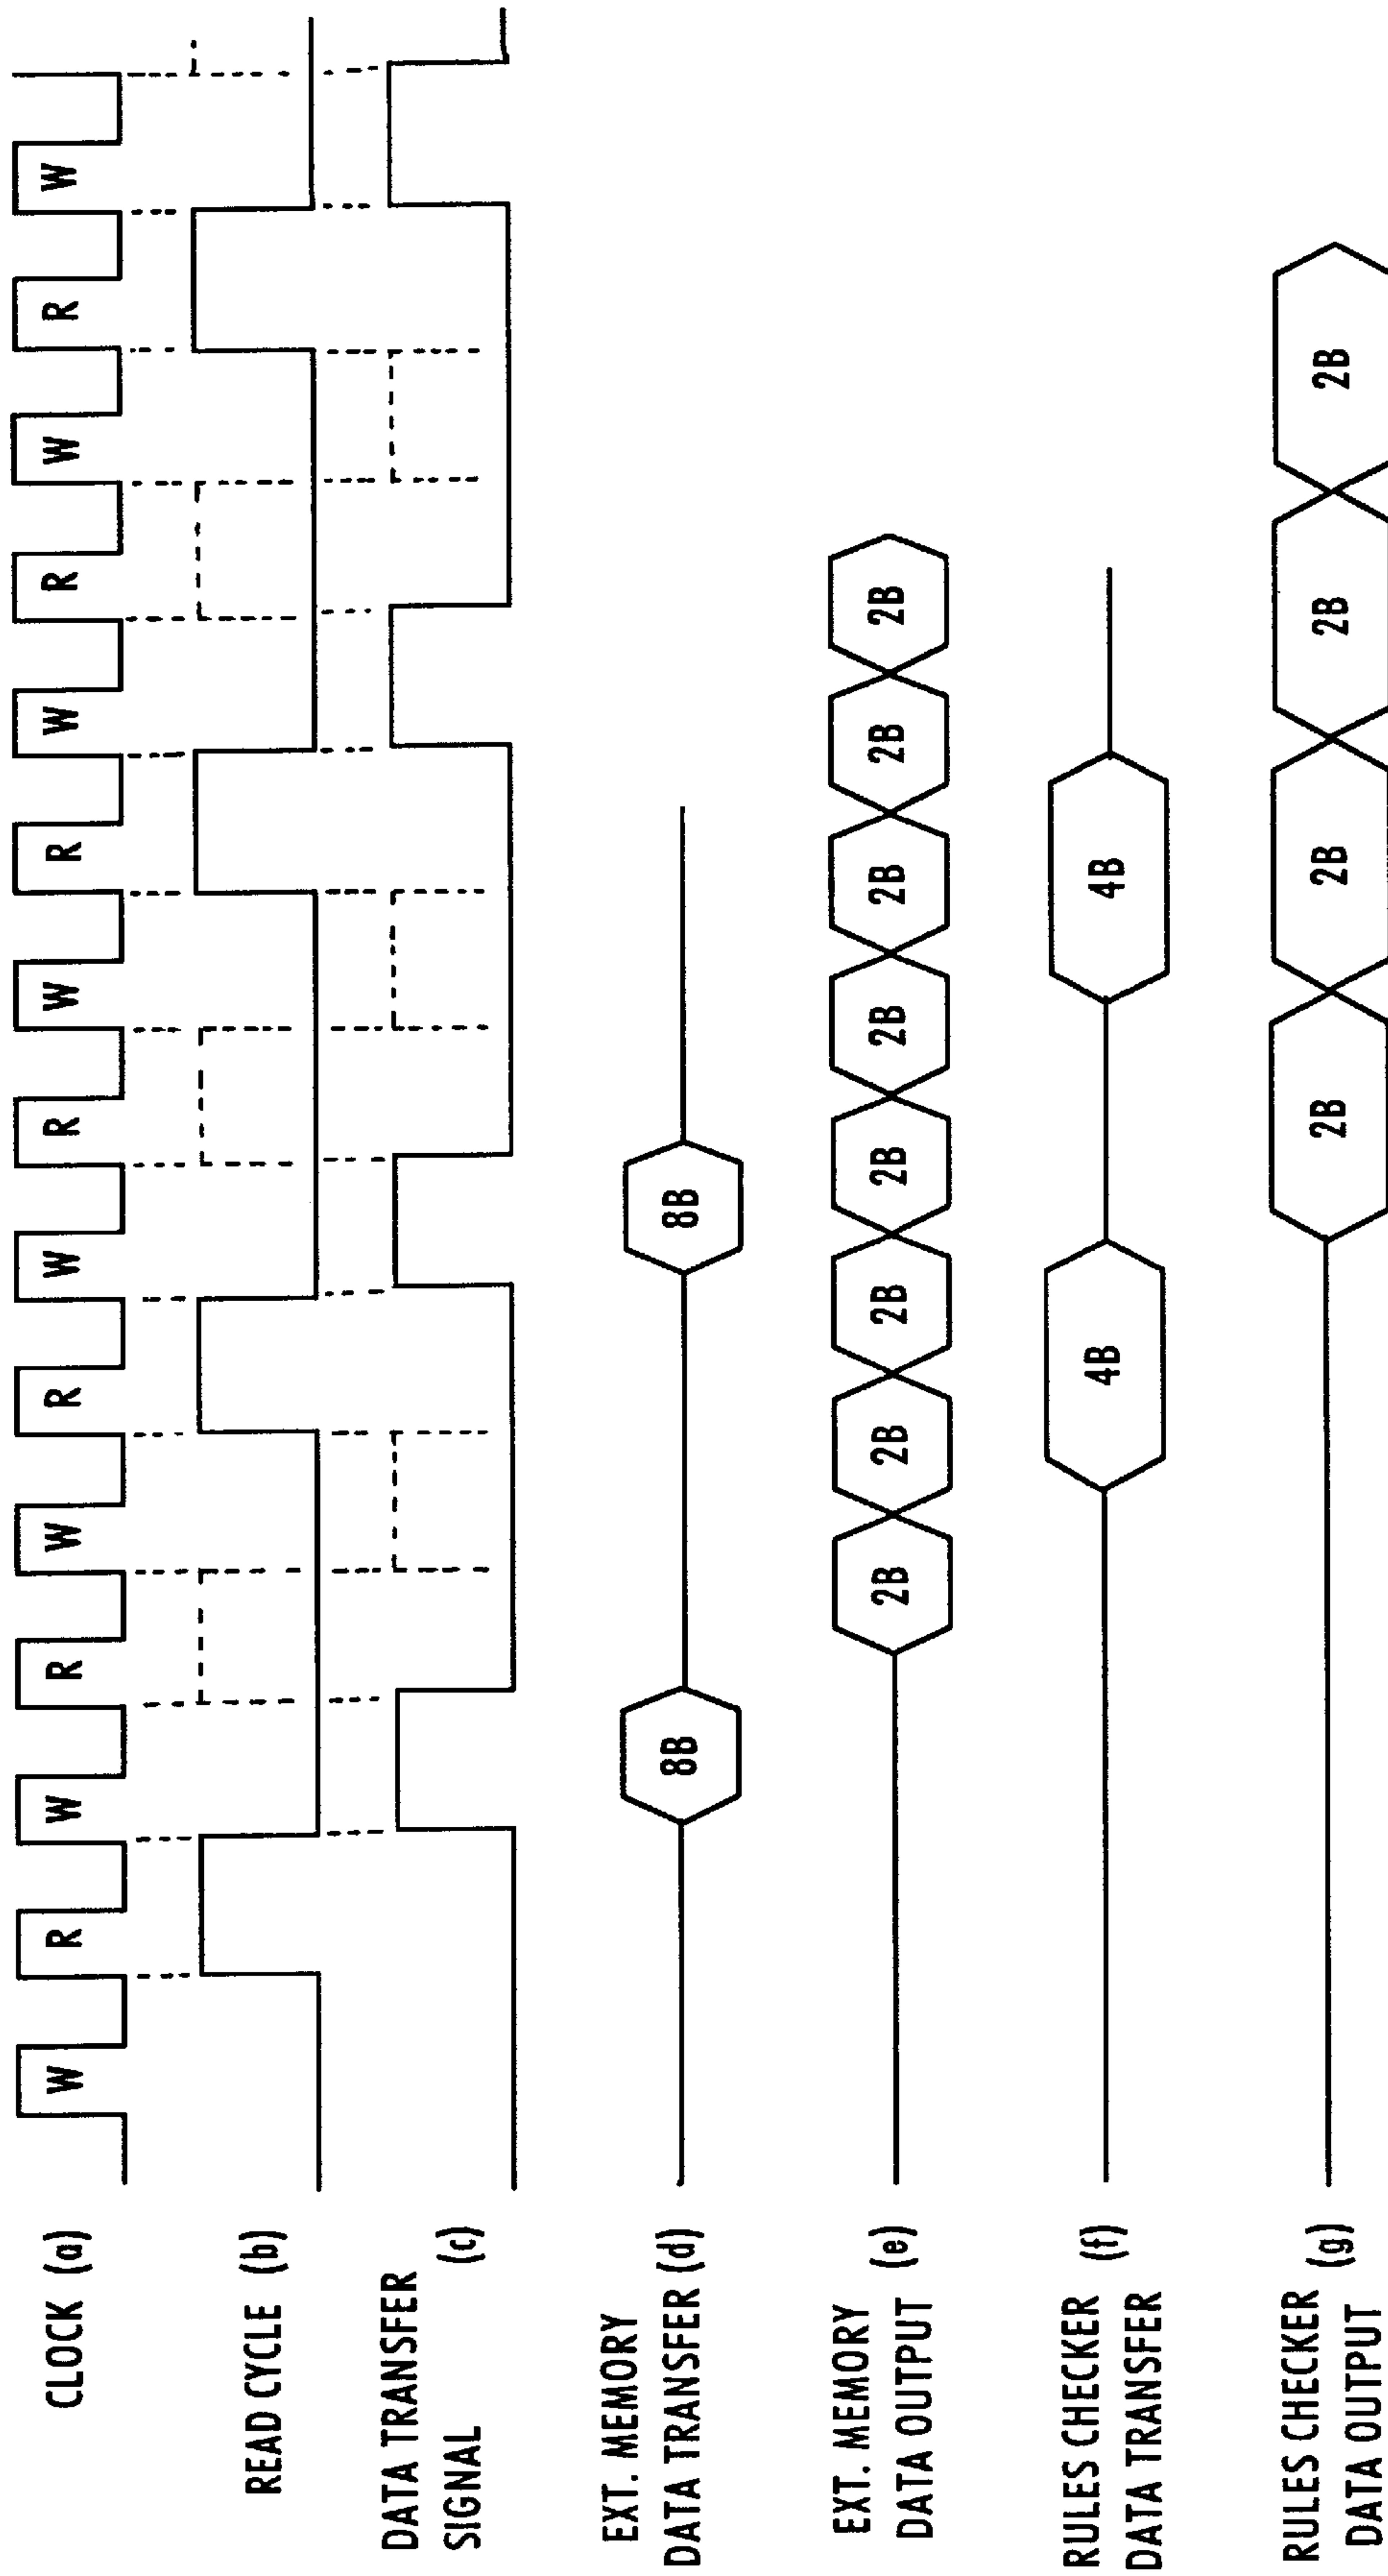 CLOCK (a) W R W R W R W R W R W R W R W
READ CYCLE (b)
DATA TRANSFER
SIGNAL (c)
EXT. MEMORY
DATA TRANSFER (d) 8B 8B
EXT. MEMORY
DATA OUTPUT (e) 2B 2B 2B 2B 2B 2B 2B 2B
RULES CHECKER
DATA TRANSFER (f) 4B 4B
RULES CHECKER
DATA OUTPUT (g) 2B 2B 2B 2B